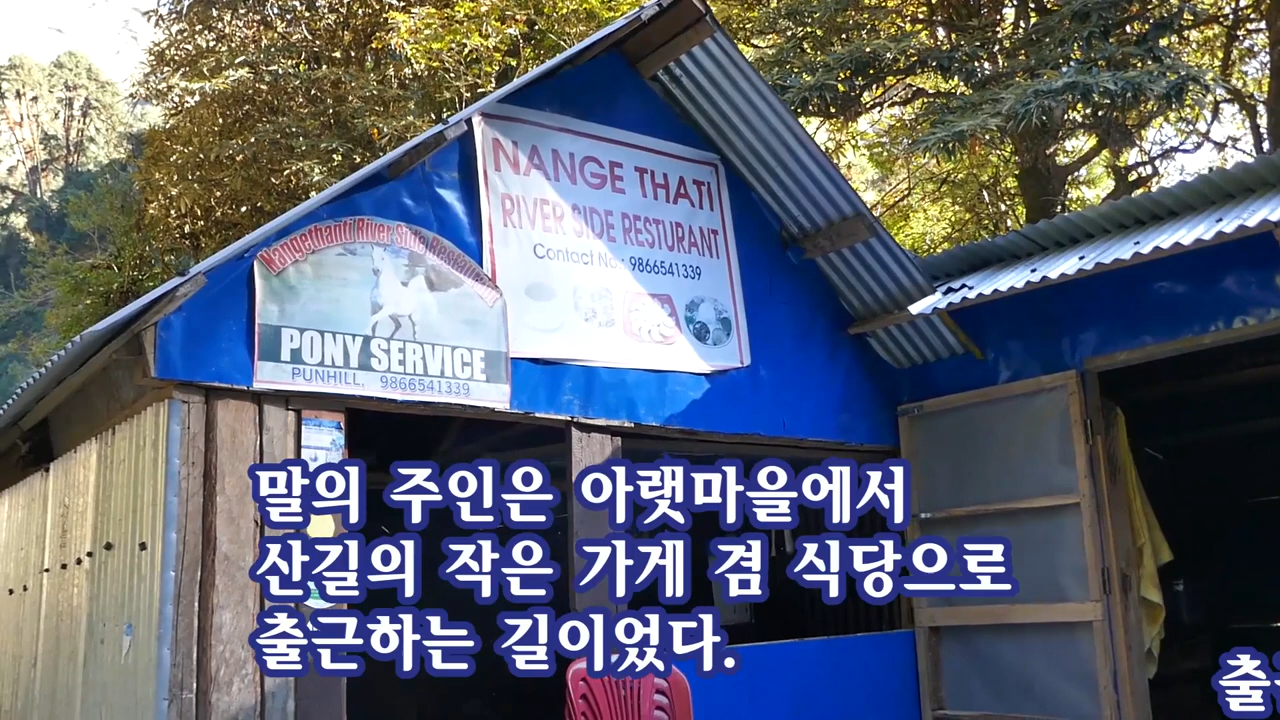 NANGE THATI
RIVER SIDE RESTURANT
Contact No.: 9866541339
Nangethanti River Side
PONY SERVICE
PUNHILL. 9866541339
말의 주인은 아랫마을에서
산길의 작은 가게 겸 식당으로
출근하는 길이었다.